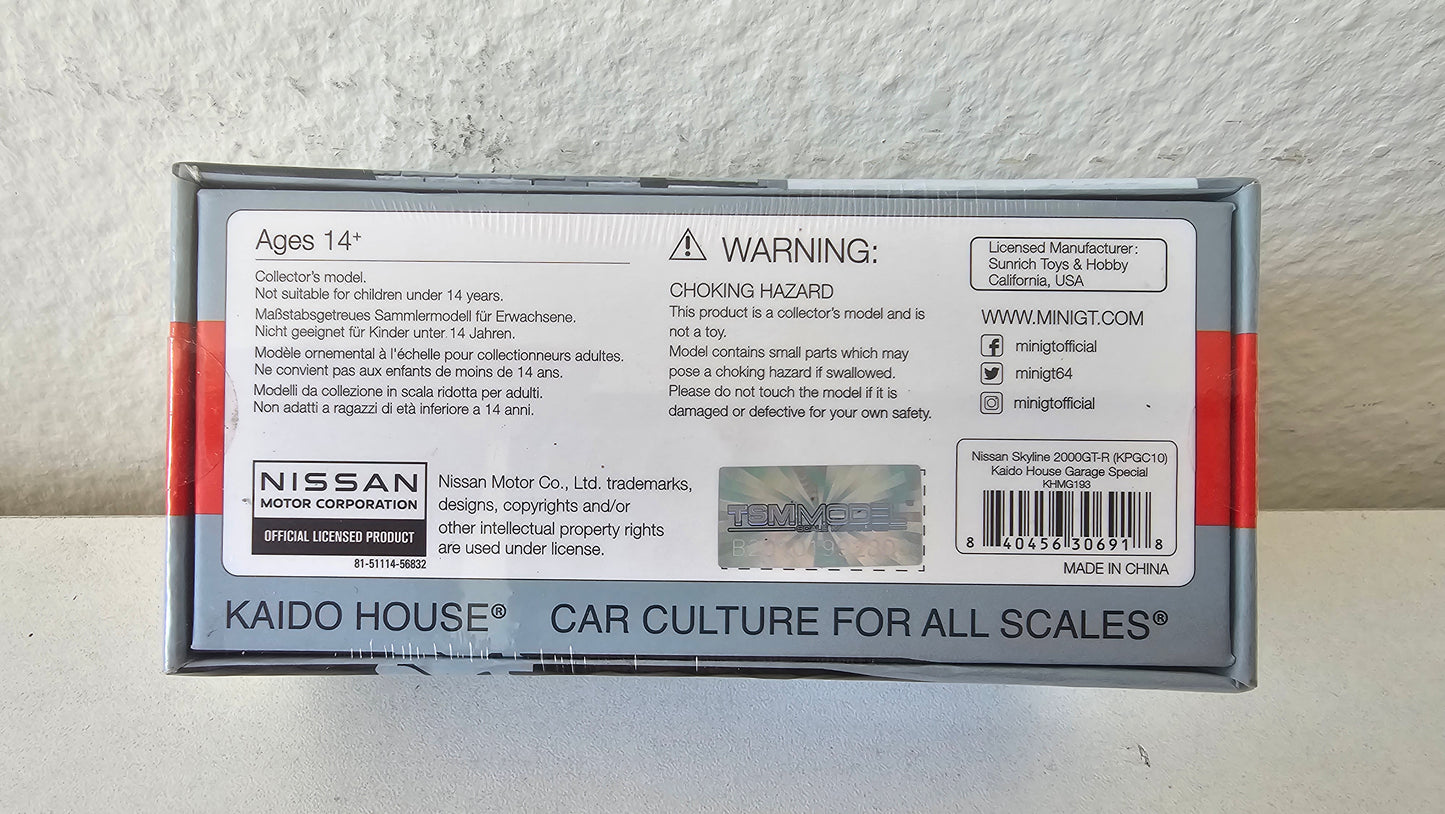 Ages 14+
Collector's model.
Not suitable for children under 14 years.
Maßstabsgetreues Sammlermodell für Erwachsene.
Nicht geeignet für Kinder unter 14 Jahren.
Modèle ornemental à l'échelle pour collectionneurs adultes.
Ne convient pas aux enfants de moins de 14 ans.
Modelli da collezione in scala ridotta per adulti.
Non adatti a ragazzi di età inferiore a 14 anni.
WARNING:
CHOKING HAZARD
This product is a collector's model and is
not a toy.
Model contains small parts which may
pose a choking hazard if swallowed.
Please do not touch the model if it is
damaged or defective for your own safety.
Licensed Manufacturer:
Sunrich Toys & Hobby
California, USA
WWW.MINIGT.COM
minigtofficial
minigt64
minigtofficial
NISSAN
MOTOR CORPORATION
OFFICIAL LICENSED PRODUCT
81-51114-56832
Nissan Motor Co., Ltd. trademarks,
designs, copyrights and/or
other intellectual property rights
are used under license.
TSMMODEL
Nissan Skyline 2000GT-R (KPGC10)
Kaido House Garage Special
KHMG193
8 40456 30691 8
MADE IN CHINA
KAIDO HOUSE® CAR CULTURE FOR ALL SCALES®